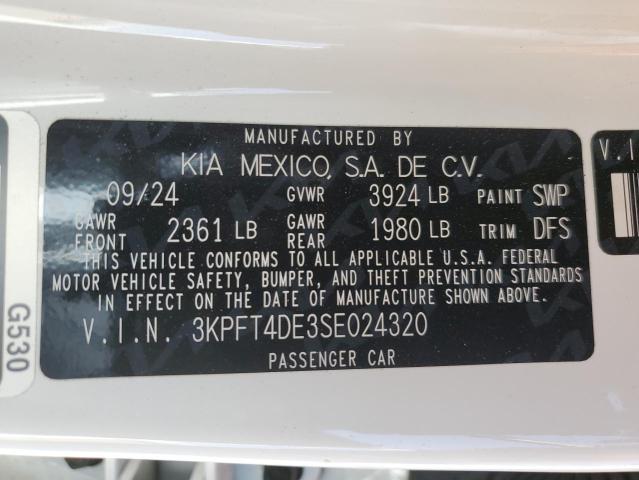 MANUFACTURED BY
KIA MEXICO, S.A. DE C.V.
09/24 GVWR 3924 LB PAINT SWP
GAWR FRONT 2361 LB GAWR REAR 1980 LB TRIM DFS
THIS VEHICLE CONFORMS TO ALL APPLICABLE U.S.A. FEDERAL
MOTOR VEHICLE SAFETY, BUMPER, AND THEFT PREVENTION STANDARDS
IN EFFECT ON THE DATE OF MANUFACTURE SHOWN ABOVE.
V.I.N. 3KPFT4DE3SE024320
PASSENGER CAR
G530
V.I